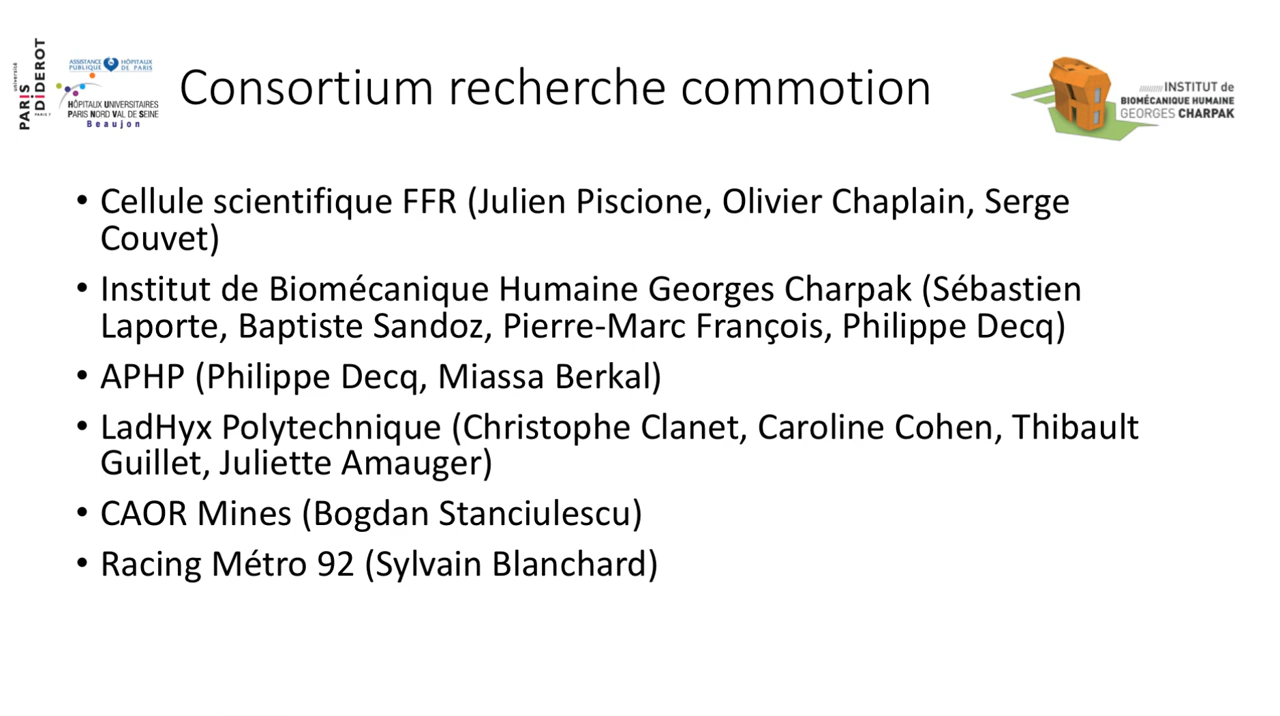 université
PARIS
DIDEROT
PARIS 7
ASSISTANCE HÔPITAUX
PUBLIQUE DE PARIS
HÔPITAUX UNIVERSITAIRES
PARIS NORD VAL DE SEINE
Beaujon
Consortium recherche commotion
INSTITUT de
BIOMÉCANIQUE HUMAINE
GEORGES CHARPAK
• Cellule scientifique FFR (Julien Piscione, Olivier Chaplain, Serge
Couvet)
• Institut de Biomécanique Humaine Georges Charpak (Sébastien
Laporte, Baptiste Sandoz, Pierre-Marc François, Philippe Decq)
• APHP (Philippe Decq, Miassa Berkal)
• LadHyx Polytechnique (Christophe Clanet, Caroline Cohen, Thibault
Guillet, Juliette Amauger)
• CAOR Mines (Bogdan Stanciulescu)
• Racing Métro 92 (Sylvain Blanchard)